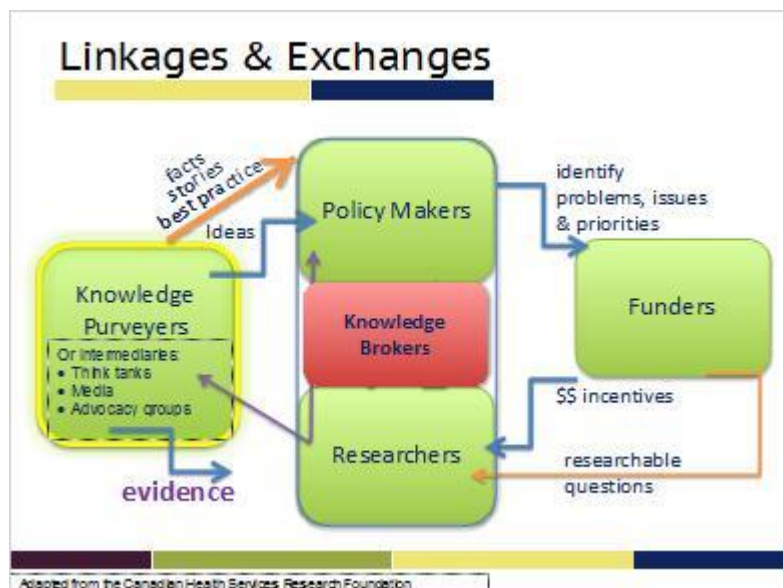 Linkages & Exchanges
facts
stories
best practice
Ideas
Policy Makers
identify
problems, issues
& priorities
Knowledge
Purveyers
Or Intermediaries:
• Think tanks
• Media
• Advocacy groups
Knowledge
Brokers
Funders
$$ incentives
evidence
Researchers
researchable
questions
Adapted from the Canadian Health Services Research Foundation